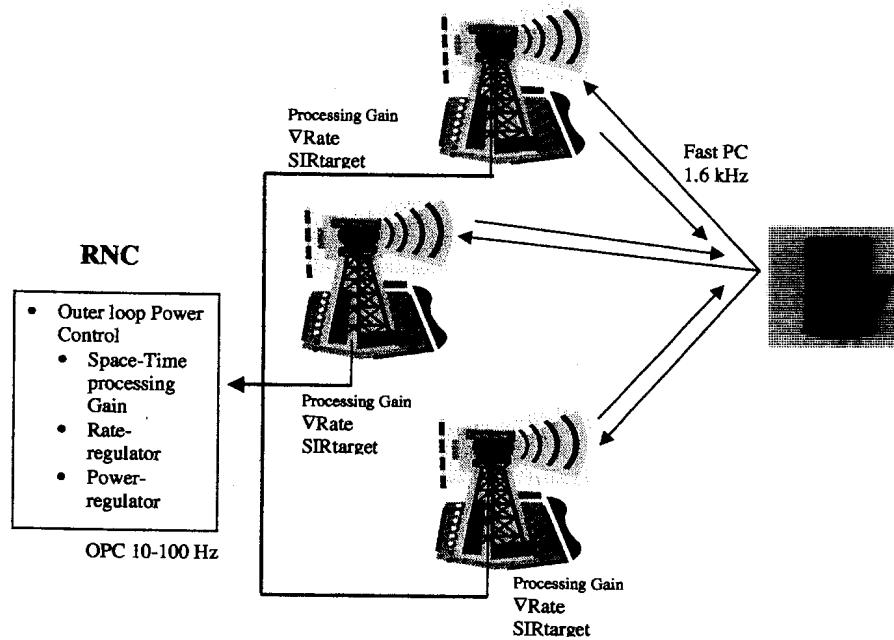 Processing Gain
∇Rate
SIRtarget
Fast PC
1.6 kHz
RNC
• Outer loop Power
Control
• Space-Time
processing
Gain
• Rate-
regulator
• Power-
regulator
OPC 10-100 Hz
Processing Gain
∇Rate
SIRtarget
Processing Gain
∇Rate
SIRtarget